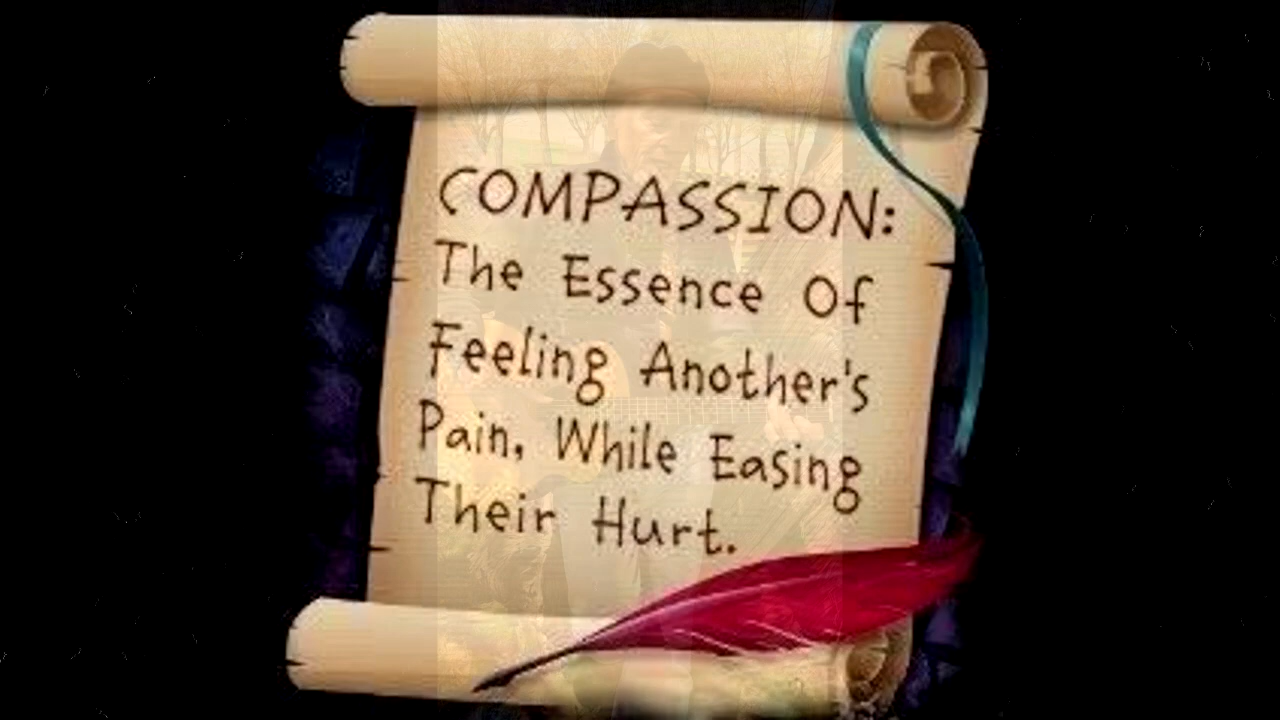 COMPASSION:
The Essence Of
Feeling Another's
Pain, While Easing
Their Hurt.